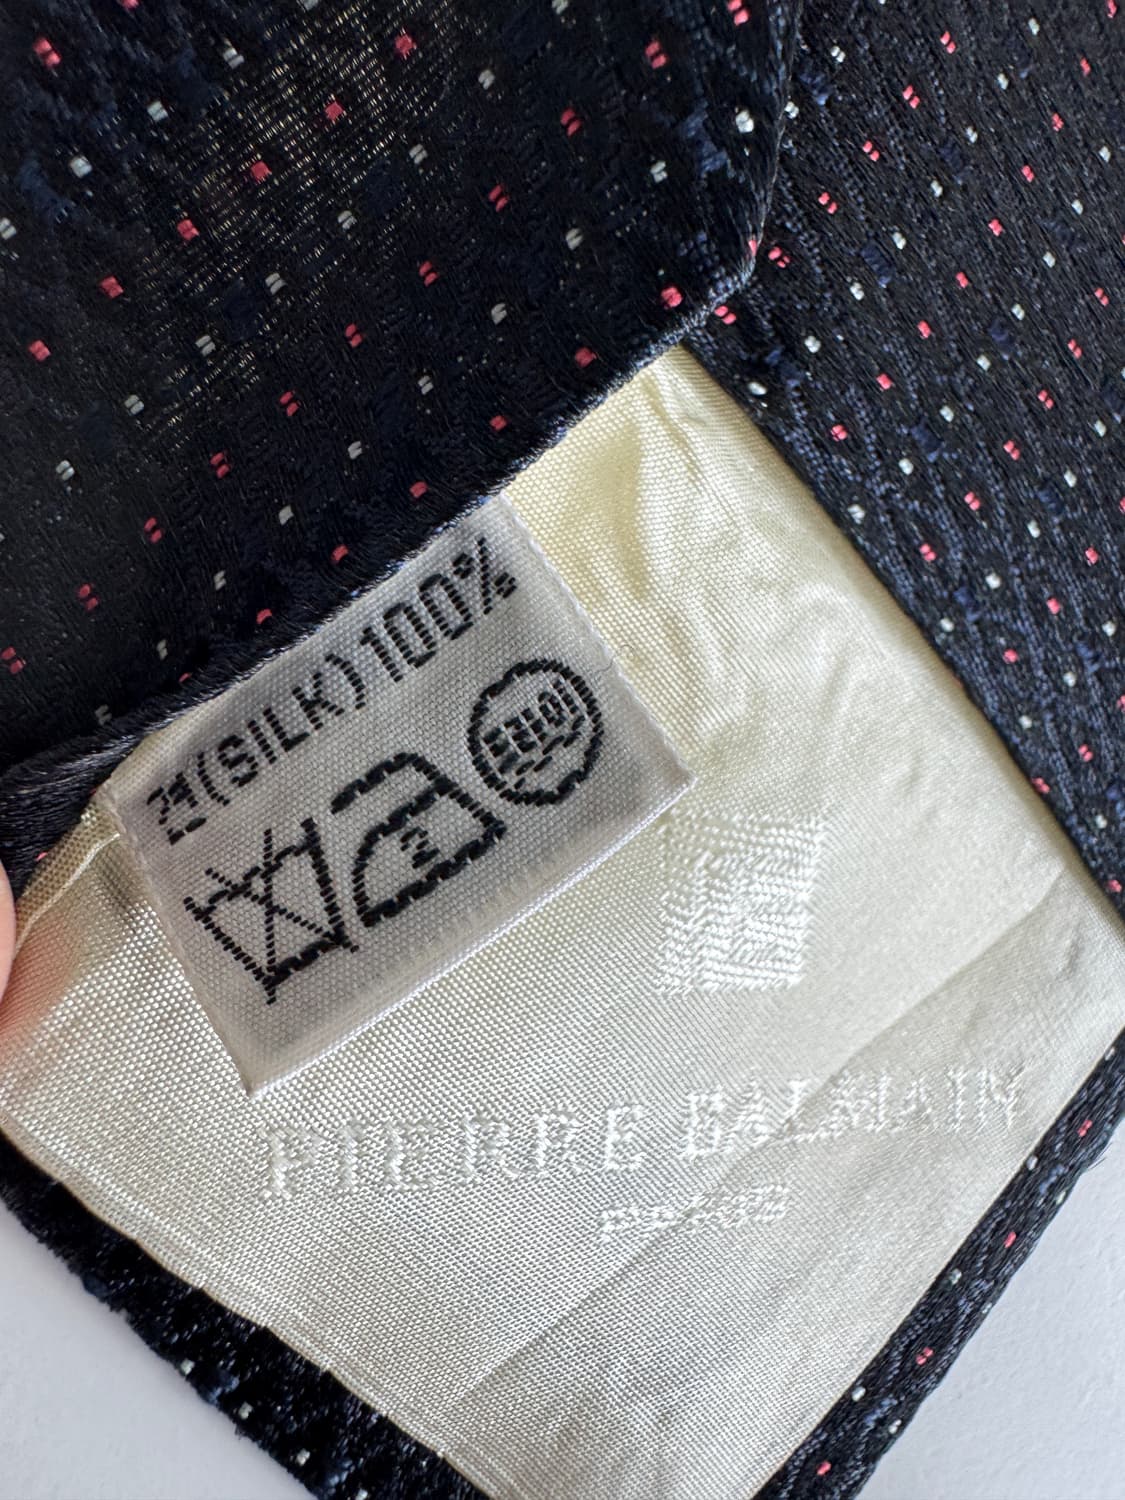 견(SILK)100%
드라이
PIERRE BALMAIN
PARIS